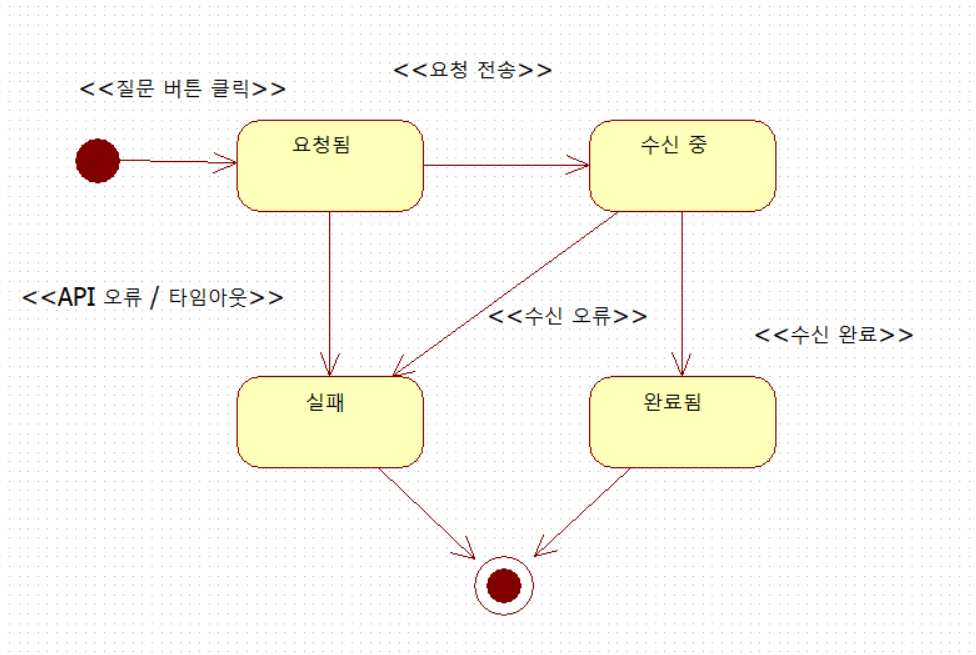 <<요청 전송>>
<<질문 버튼 클릭>>
요청됨
수신 중
<<API 오류 / 타임아웃>>
<<수신 오류>>
<<수신 완료>>
실패
완료됨